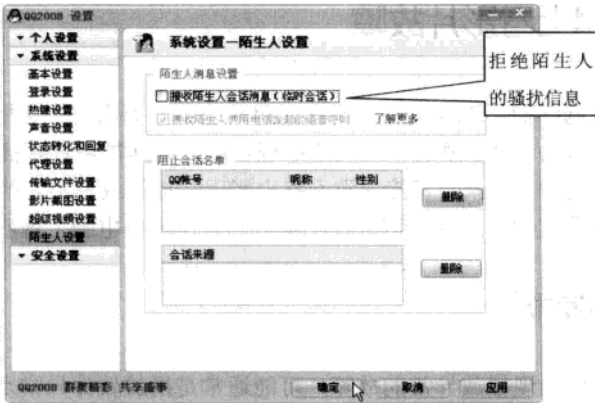 QQ2008 设置
个人设置
系统设置
基本设置
登录设置
热键设置
声音设置
状态转化和回复
代理设置
传输文件设置
影片截图设置
超级视频设置
陌生人设置
安全设置
系统设置—陌生人设置
陌生人消息设置
接收陌生人会话消息(临时会话)
了解更多
阻止会话名单
QQ帐号 昵称 性别
删除
会话来源
删除
拒绝陌生人
的骚扰信息
QQ2008 群聚精彩 共享盛事
确定 取消 应用